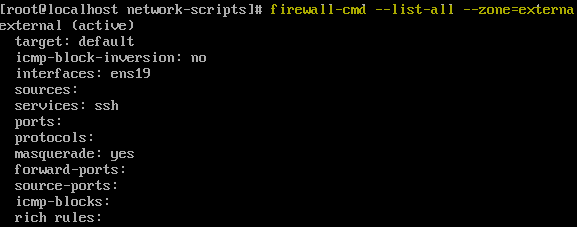 [root@localhost network-scripts]# firewall-cmd --list-all --zone=externa
external (active)
target: default
icmp-block-inversion: no
interfaces: ens19
sources:
services: ssh
ports:
protocols:
masquerade: yes
forward-ports:
source-ports:
icmp-blocks:
rich rules: